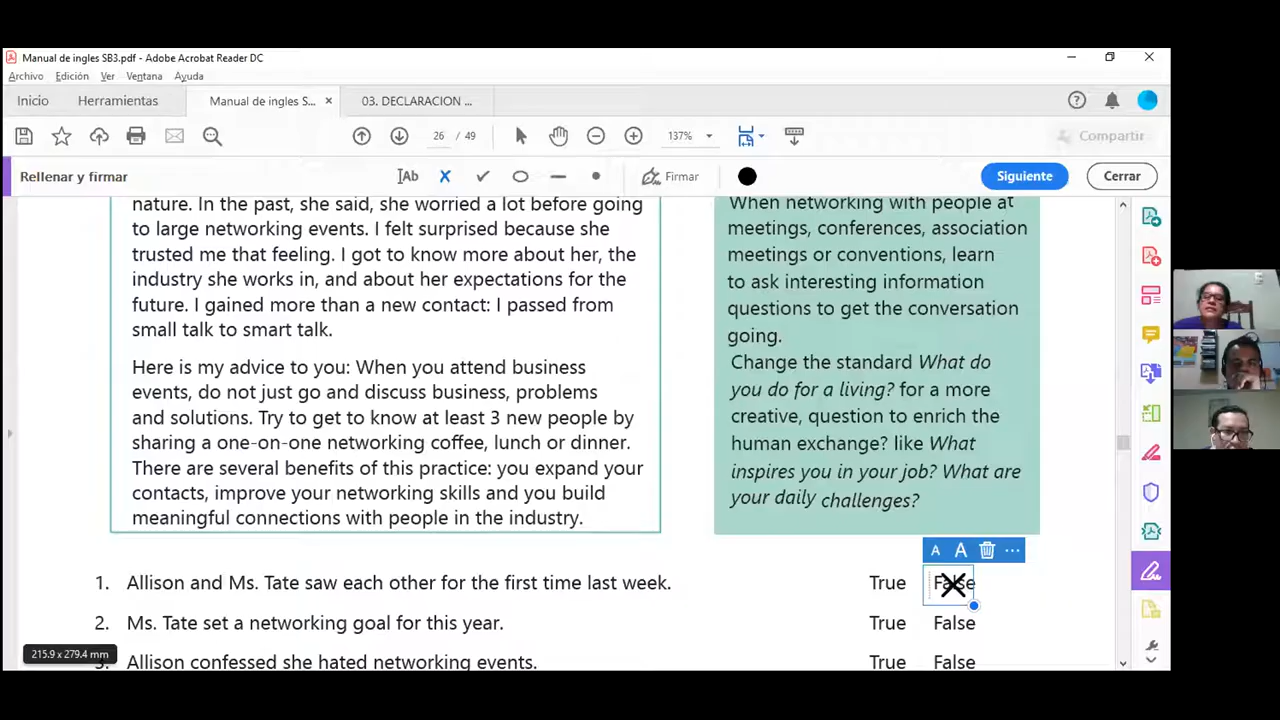 Manual de ingles SB3.pdf - Adobe Acrobat Reader DC
Archivo Edición Ver Ventana Ayuda
Inicio Herramientas Manual de ingles S... × 03. DECLARACION ...
26 / 49 137% Compartir
Rellenar y firmar Ab Firmar Siguiente Cerrar
nature. In the past, she said, she worried a lot before going
to large networking events. I felt surprised because she
trusted me that feeling. I got to know more about her, the
industry she works in, and about her expectations for the
future. I gained more than a new contact: I passed from
small talk to smart talk.
Here is my advice to you: When you attend business
events, do not just go and discuss business, problems
and solutions. Try to get to know at least 3 new people by
sharing a one-on-one networking coffee, lunch or dinner.
There are several benefits of this practice: you expand your
contacts, improve your networking skills and you build
meaningful connections with people in the industry.
When networking with people at
meetings, conferences, association
meetings or conventions, learn
to ask interesting information
questions to get the conversation
going.
Change the standard What do
you do for a living? for a more
creative, question to enrich the
human exchange? like What
inspires you in your job? What are
your daily challenges?
A A ...
1. Allison and Ms. Tate saw each other for the first time last week. True False
2. Ms. Tate set a networking goal for this year. True False
3. Allison confessed she hated networking events. True False
215.9 x 279.4 mm